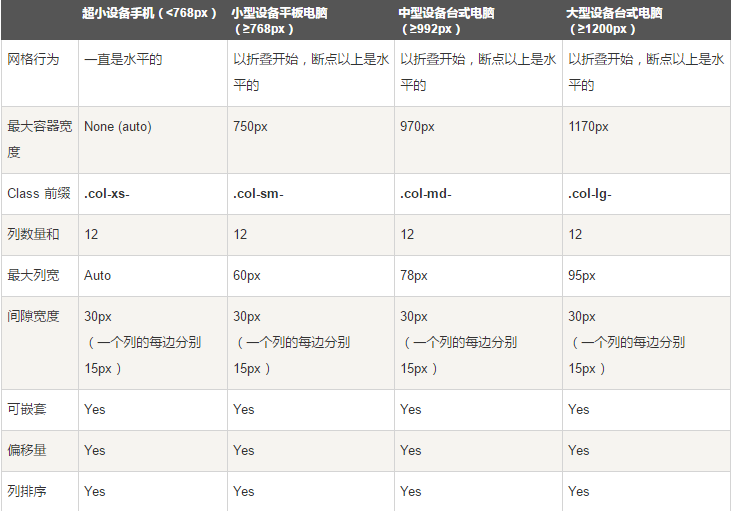 超小设备手机（<768px）
小型设备平板电脑
（≥768px）
中型设备台式电脑
（≥992px）
大型设备台式电脑
（≥1200px）
网格行为
一直是水平的
以折叠开始，断点以上是水
平的
以折叠开始，断点以上是水
平的
以折叠开始，断点以上是水
平的
最大容器宽
度
None (auto)
750px
970px
1170px
Class 前缀
.col-xs-
.col-sm-
.col-md-
.col-lg-
列数量和
12
12
12
12
最大列宽
Auto
60px
78px
95px
间隙宽度
30px
（一个列的每边分别
15px）
30px
（一个列的每边分别
15px）
30px
（一个列的每边分别
15px）
30px
（一个列的每边分别
15px）
可嵌套
Yes
Yes
Yes
Yes
偏移量
Yes
Yes
Yes
Yes
列排序
Yes
Yes
Yes
Yes